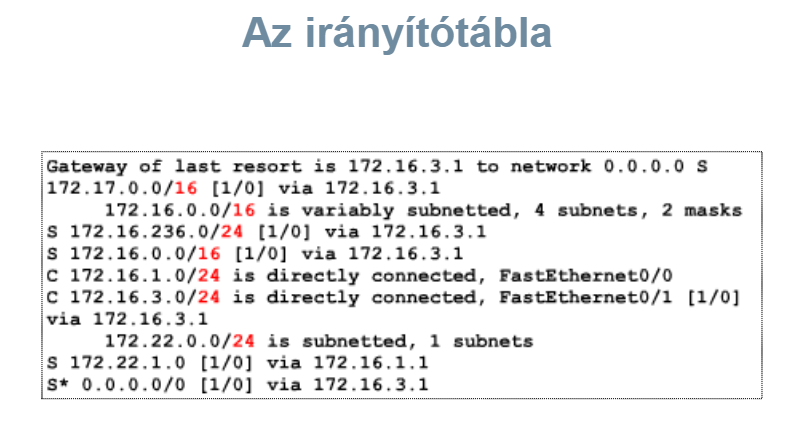 Az irányítótábla
Gateway of last resort is 172.16.3.1 to network 0.0.0.0 S
172.17.0.0/16 [1/0] via 172.16.3.1
172.16.0.0/16 is variably subnetted, 4 subnets, 2 masks
S 172.16.236.0/24 [1/0] via 172.16.3.1
S 172.16.0.0/16 [1/0] via 172.16.3.1
C 172.16.1.0/24 is directly connected, FastEthernet0/0
C 172.16.3.0/24 is directly connected, FastEthernet0/1 [1/0]
via 172.16.3.1
172.22.0.0/24 is subnetted, 1 subnets
S 172.22.1.0 [1/0] via 172.16.1.1
S* 0.0.0.0/0 [1/0] via 172.16.3.1